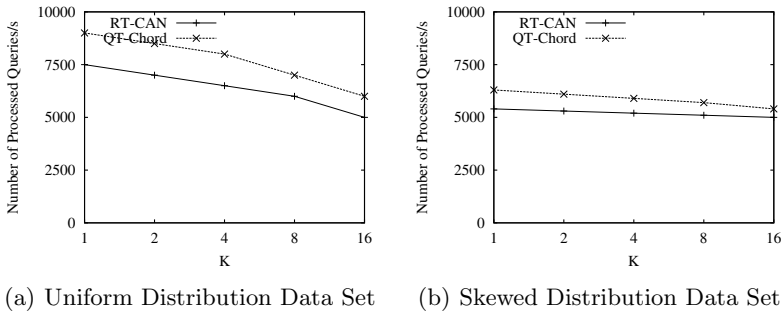 10000
7500
5000
2500
0
Number of Processed Queries/s
RT-CAN
QT-Chord
1 2 4 8 16
K
(a) Uniform Distribution Data Set
10000
7500
5000
2500
0
Number of Processed Queries/s
RT-CAN
QT-Chord
1 2 4 8 16
K
(b) Skewed Distribution Data Set